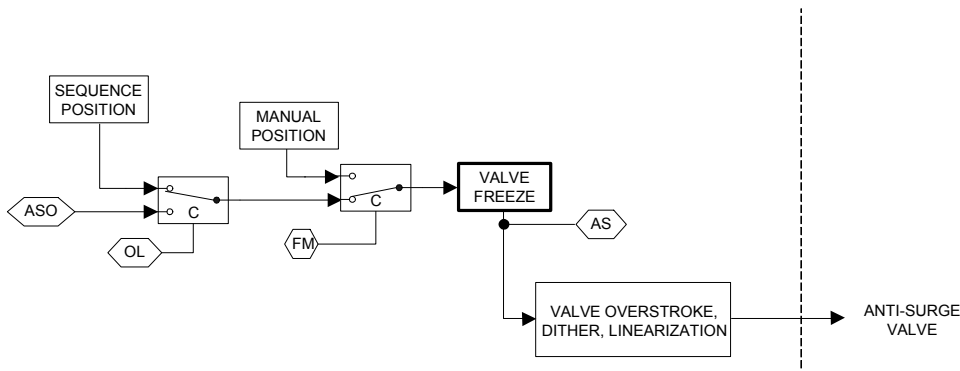 SEQUENCE
POSITION
MANUAL
POSITION
VALVE
FREEZE
C
C
ASO
AS
OL
FM
VALVE OVERSTROKE,
DITHER, LINEARIZATION
ANTI-SURGE
VALVE